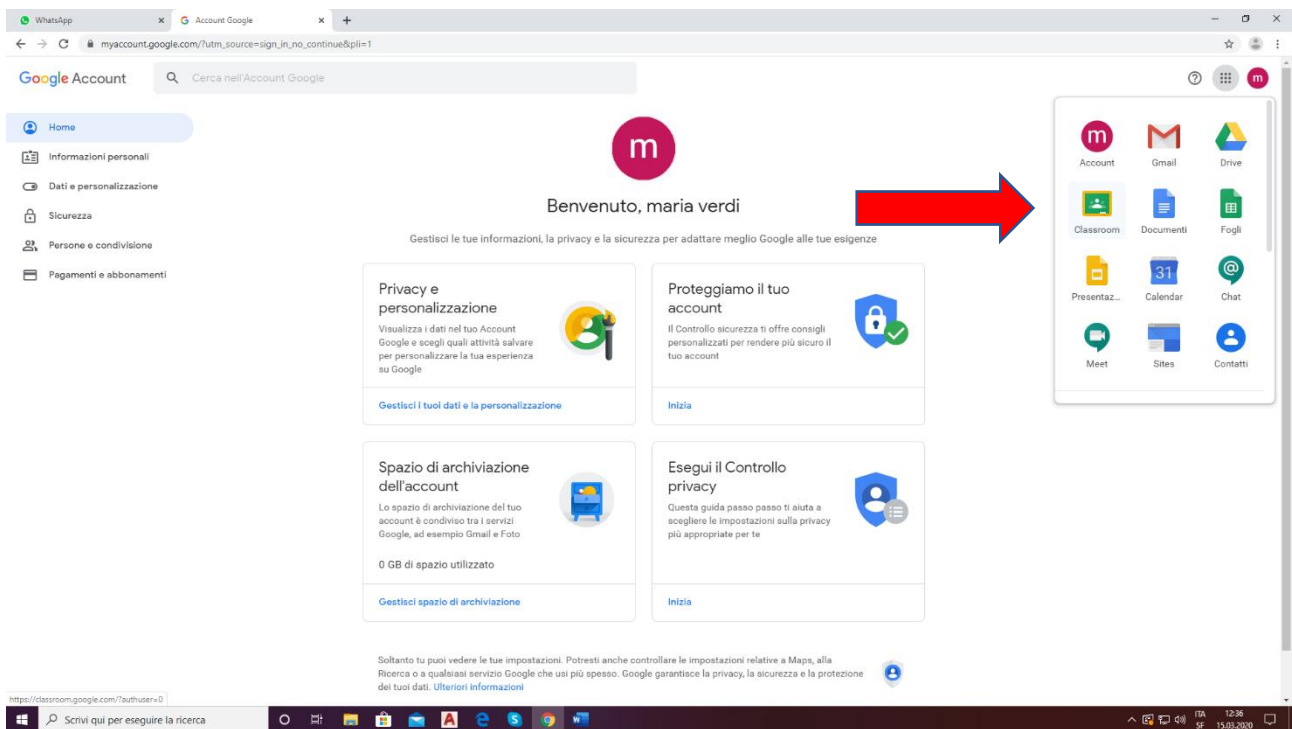 WhatsApp
Account Google
myaccount.google.com/?utm_source=sign_in_no_continue&pli=1
Google Account
Cerca nell'Account Google
m
Home
Informazioni personali
Dati e personalizzazione
Sicurezza
Persone e condivisione
Pagamenti e abbonamenti
m
Benvenuto, maria verdi
Gestisci le tue informazioni, la privacy e la sicurezza per adattare meglio Google alle tue esigenze
Privacy e
personalizzazione
Visualizza i dati nel tuo Account
Google e scegli quali attività salvare
per personalizzare la tua esperienza
su Google
Gestisci i tuoi dati e la personalizzazione
Proteggiamo il tuo
account
Il Controllo sicurezza ti offre consigli
personalizzati per rendere più sicuro il
tuo account
Inizia
Spazio di archiviazione
dell'account
Lo spazio di archiviazione del tuo
account è condiviso tra i servizi
Google, ad esempio Gmail e Foto
0 GB di spazio utilizzato
Gestisci spazio di archiviazione
Esegui il Controllo
privacy
Questa guida passo passo ti aiuta a
scegliere le impostazioni sulla privacy
più appropriate per te
Inizia
Soltanto tu puoi vedere le tue impostazioni. Potresti anche controllare le impostazioni relative a Maps, alla
Ricerca o a qualsiasi servizio Google che usi più spesso. Google garantisce la privacy, la sicurezza e la protezione
dei tuoi dati. Ulteriori informazioni
m
Account Gmail Drive
Classroom Documenti Fogli
31
Presentaz... Calendar Chat
Meet Sites Contatti
https://classroom.google.com/?authuser=0
Scrivi qui per eseguire la ricerca
ITA 12:36
SF 15.03.2020